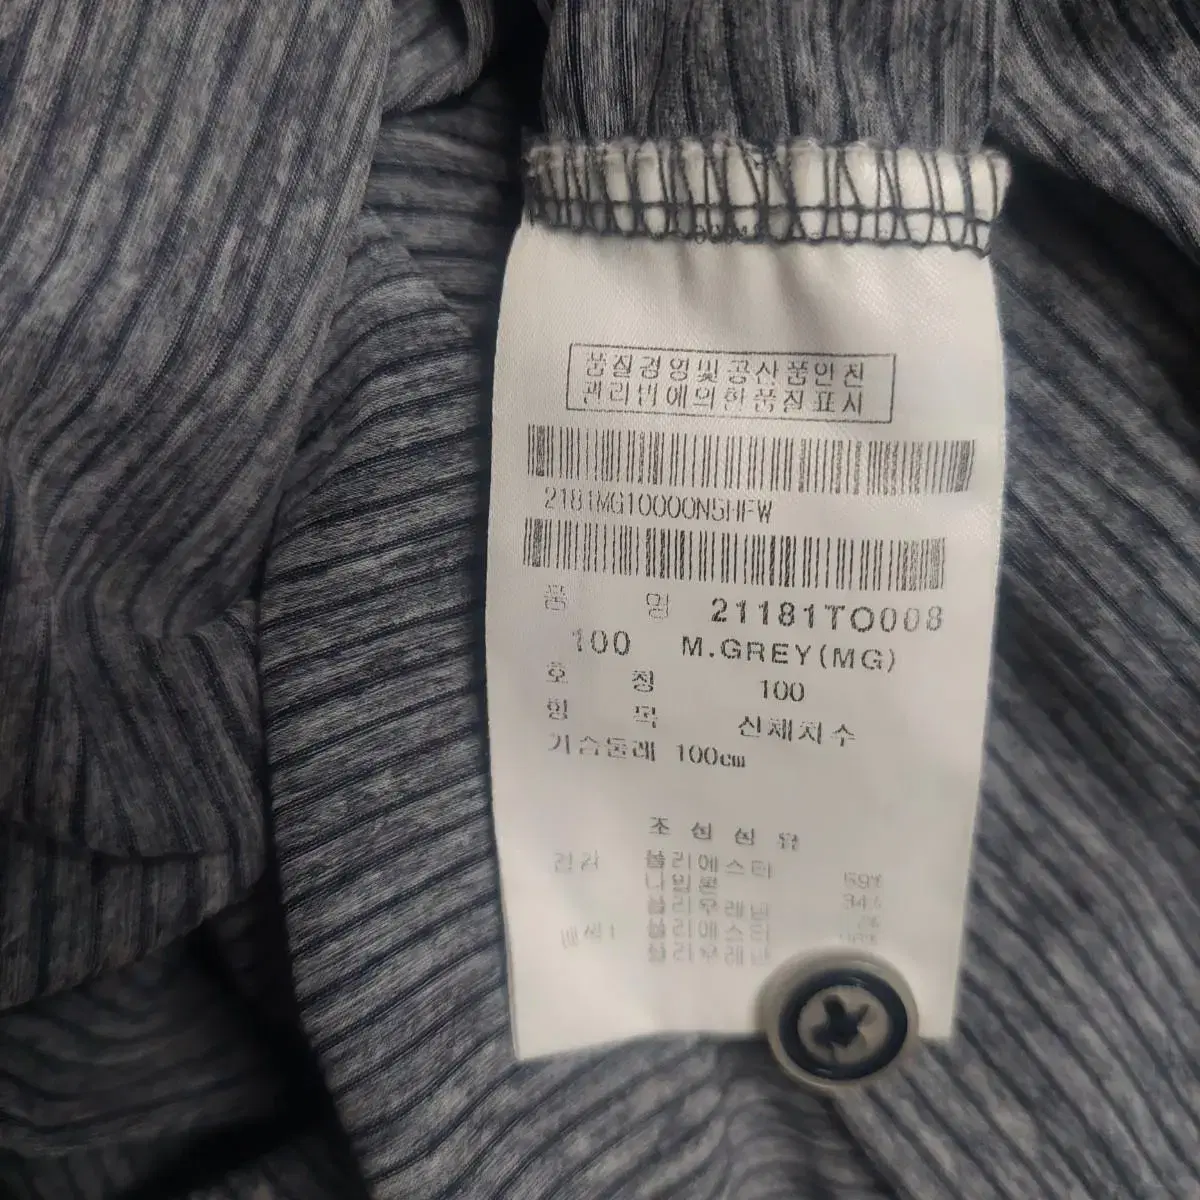 품질경영및공산품안전
관리법에의한품질표시
2181MG10000N5HFW
품 명 21181TO008
100 M.GREY(MG)
호 칭 100
항 목 신체치수
가슴둘레 100cm
조 성 섬 유
겉감 폴리에스터 59%
나일론 34%
폴리우레탄
배색1 폴리에스터
폴리우레탄